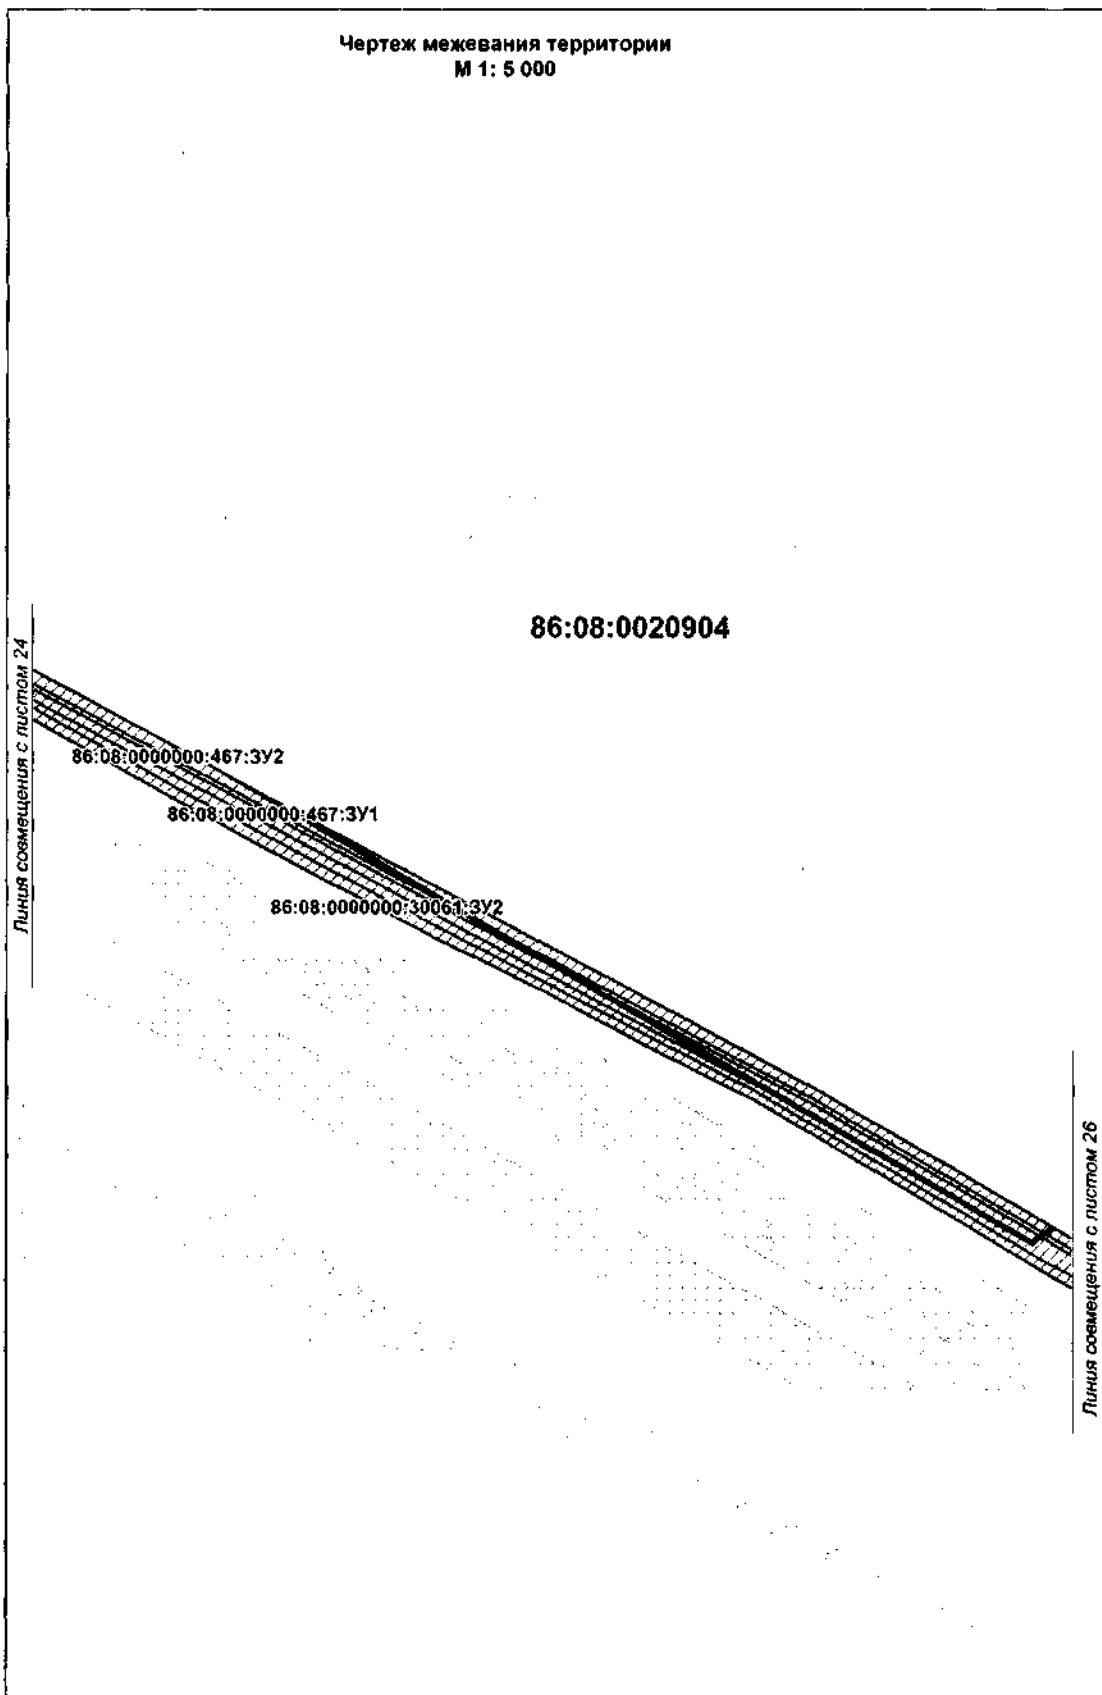 Чертеж межевания территории
М 1: 5 000
86:08:0020904
Линия совмещения с листом 24
86:08:0000000:467:ЗУ2
86:08:0000000:467:ЗУ1
86:08:0000000:30061:ЗУ2
Линия совмещения с листом 26